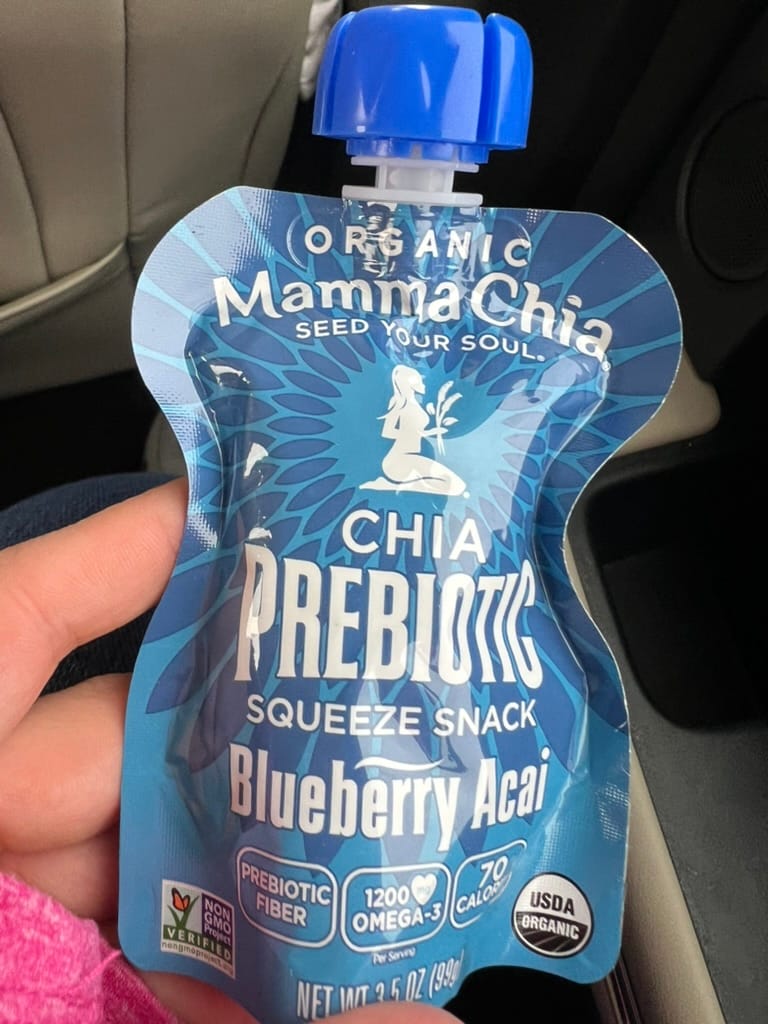 ORGANIC
Mamma Chia®
SEED YOUR SOUL®
CHIA
PREBIOTIC
SQUEEZE SNACK
Blueberry Acai
PREBIOTIC
FIBER
1200 mg
OMEGA-3
Per Serving
70
NON
GMO
Project
VERIFIED
nongmoproject.org
USDA
ORGANIC
NET WT 3.5 OZ (99g)